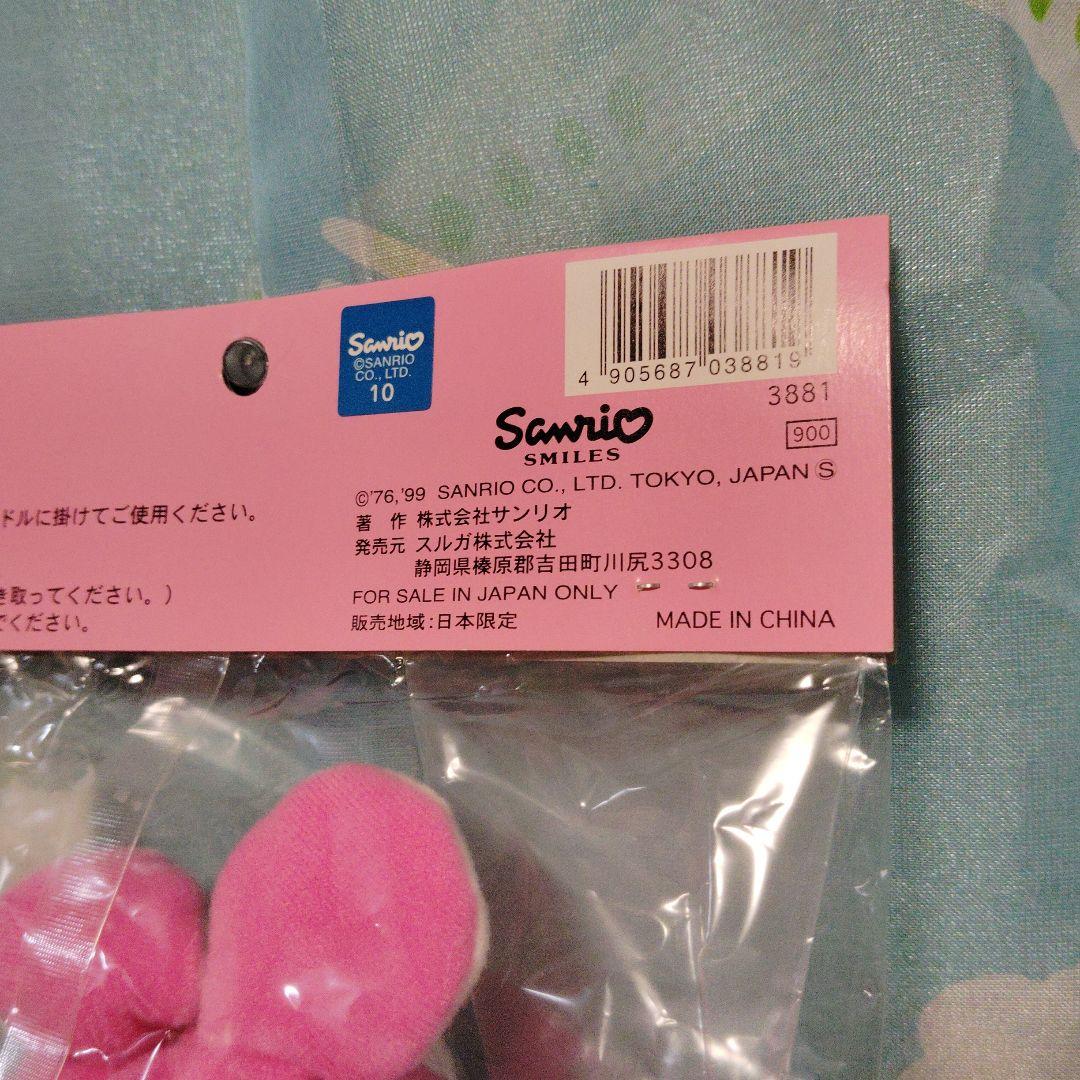 Sanrio
©SANRIO
CO., LTD.
10
4 905687 038819
3881
900
Sanrio
SMILES
©'76,'99 SANRIO CO., LTD. TOKYO, JAPAN Ⓢ
著 作 株式会社サンリオ
発売元 スルガ株式会社
静岡県榛原郡吉田町川尻3308
FOR SALE IN JAPAN ONLY
販売地域:日本限定
MADE IN CHINA
ドルに掛けてご使用ください。
き取ってください。)
でください。